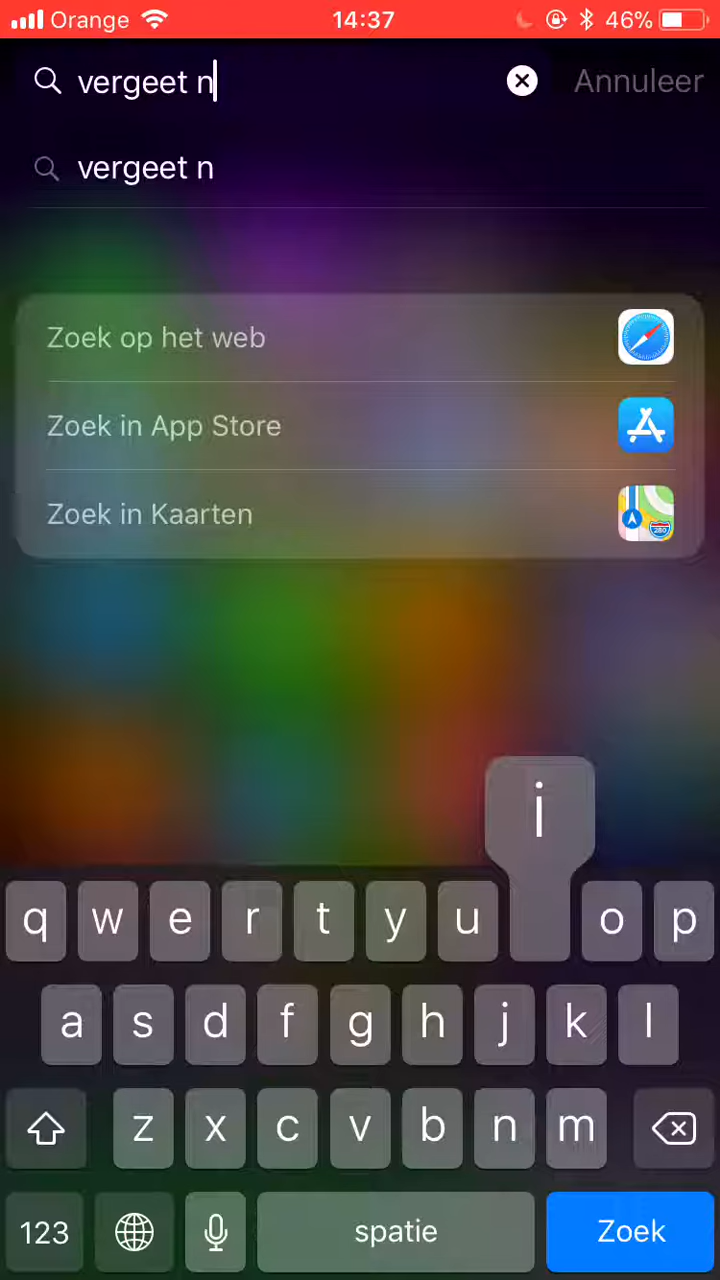 Orange 14:37 46%
vergeet n Annuleer
vergeet n
Zoek op het web
Zoek in App Store
Zoek in Kaarten
280
i
q w e r t y u o p
a s d f g h j k l
z x c v b n m
123 spatie Zoek